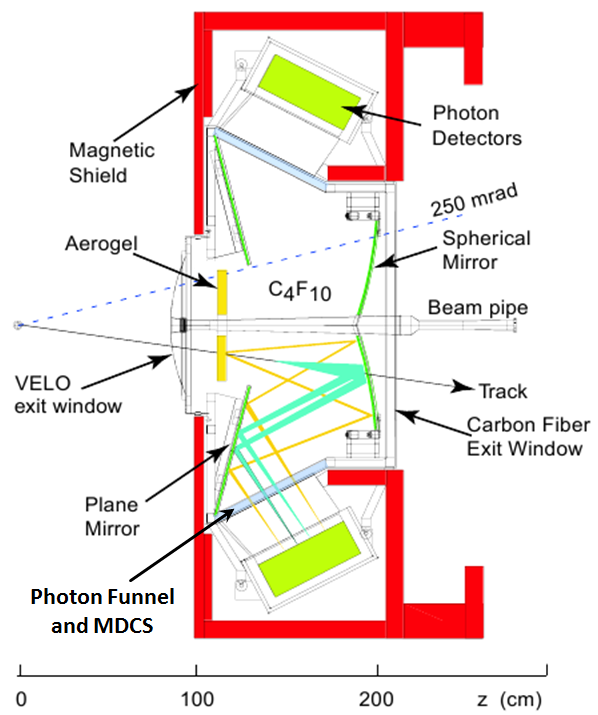 Photon
Detectors
Magnetic
Shield
250 mrad
Aerogel
Spherical
Mirror
C₄F₁₀
Beam pipe
VELO
exit window
Track
Carbon Fiber
Exit Window
Plane
Mirror
Photon Funnel
and MDCS
0 100 200 z (cm)